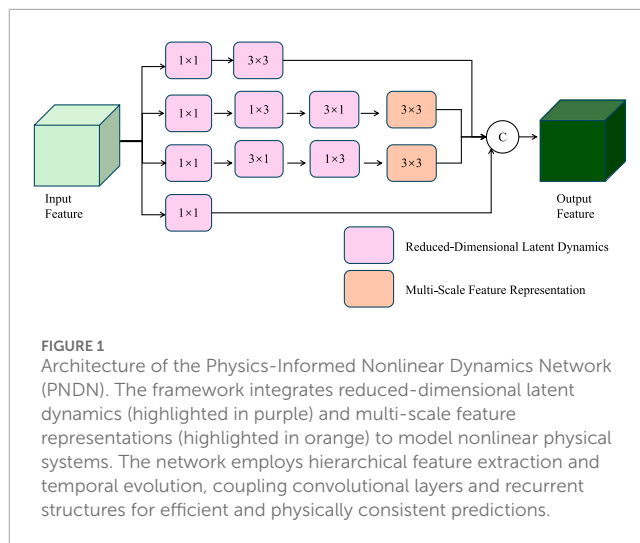 1×1 3×3
1×1 1×3 3×1 3×3
C
1×1 3×1 1×3 3×3
Input
Feature
1×1
Output
Feature
Reduced-Dimensional Latent Dynamics
Multi-Scale Feature Representation
FIGURE 1
Architecture of the Physics-Informed Nonlinear Dynamics Network
(PNDN). The framework integrates reduced-dimensional latent
dynamics (highlighted in purple) and multi-scale feature
representations (highlighted in orange) to model nonlinear physical
systems. The network employs hierarchical feature extraction and
temporal evolution, coupling convolutional layers and recurrent
structures for efficient and physically consistent predictions.